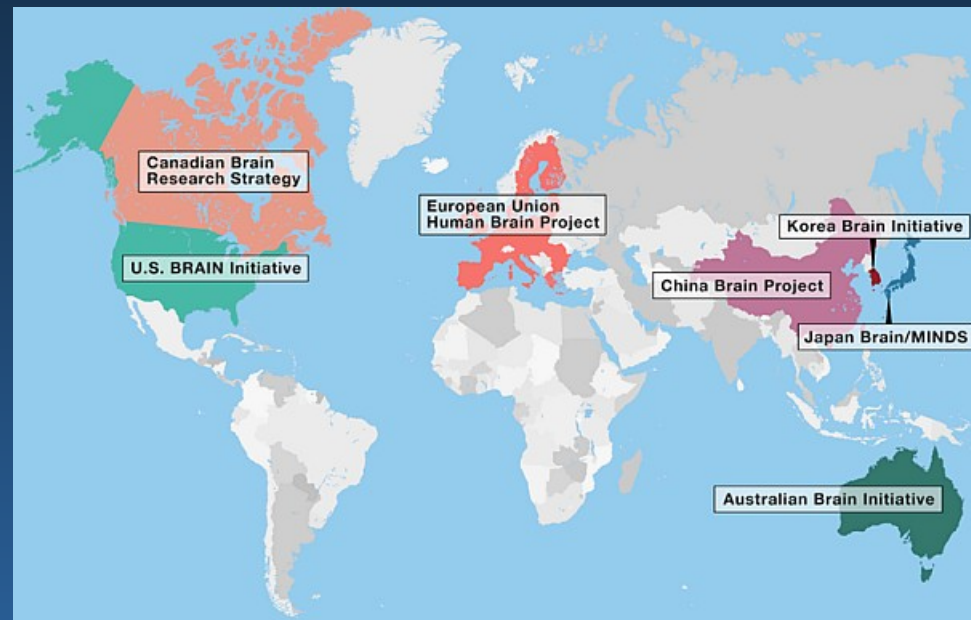 Canadian Brain
Research Strategy
U.S. BRAIN Initiative
European Union
Human Brain Project
Korea Brain Initiative
China Brain Project
Japan Brain/MINDS
Australian Brain Initiative